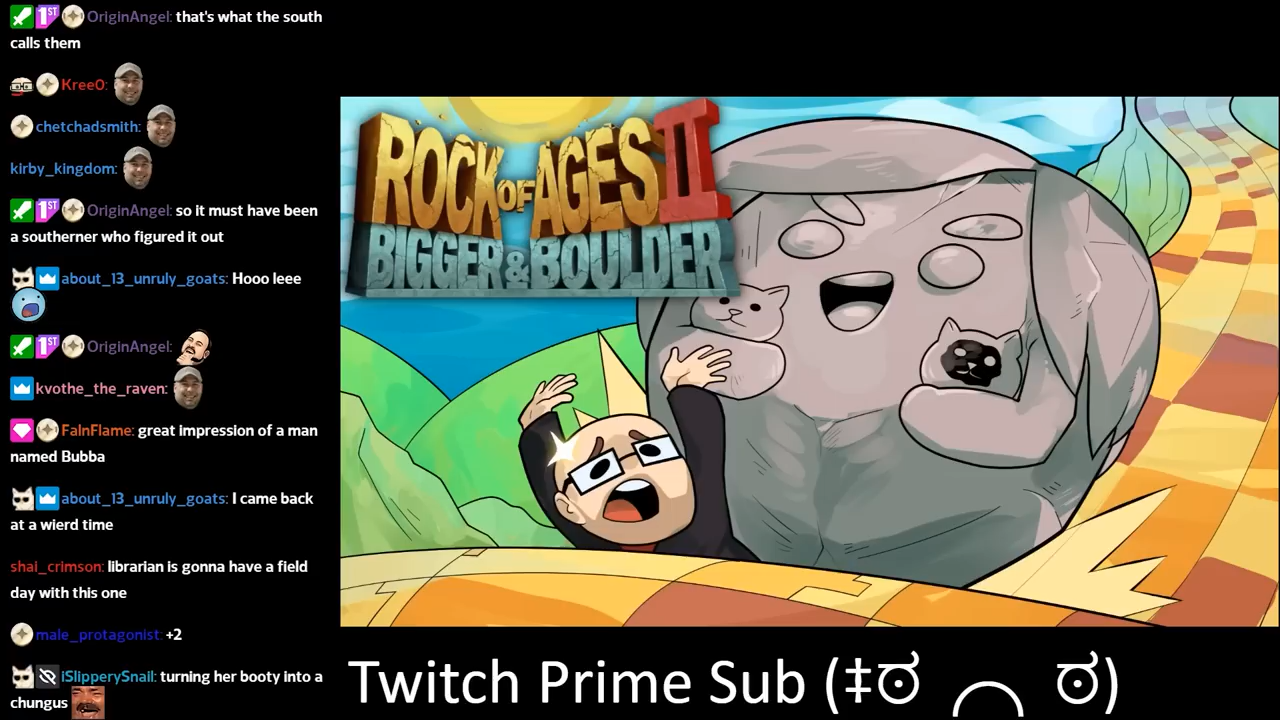 OriginAngel: that's what the south
calls them
KreeO:
chetchadsmith:
kirby_kingdom:
OriginAngel: so it must have been
a southerner who figured it out
about_13_unruly_goats: Hooo leee
OriginAngel:
kvothe_the_raven:
FalnFlame: great impression of a man
named Bubba
about_13_unruly_goats: I came back
at a wierd time
shai_crimson: librarian is gonna have a field
day with this one
male_protagonist: +2
iSlipperySnail: turning her booty into a
chungus
ROCK OF AGES II
BIGGER & BOULDER
Twitch Prime Sub (‡ಠ ⌒ ಠ)